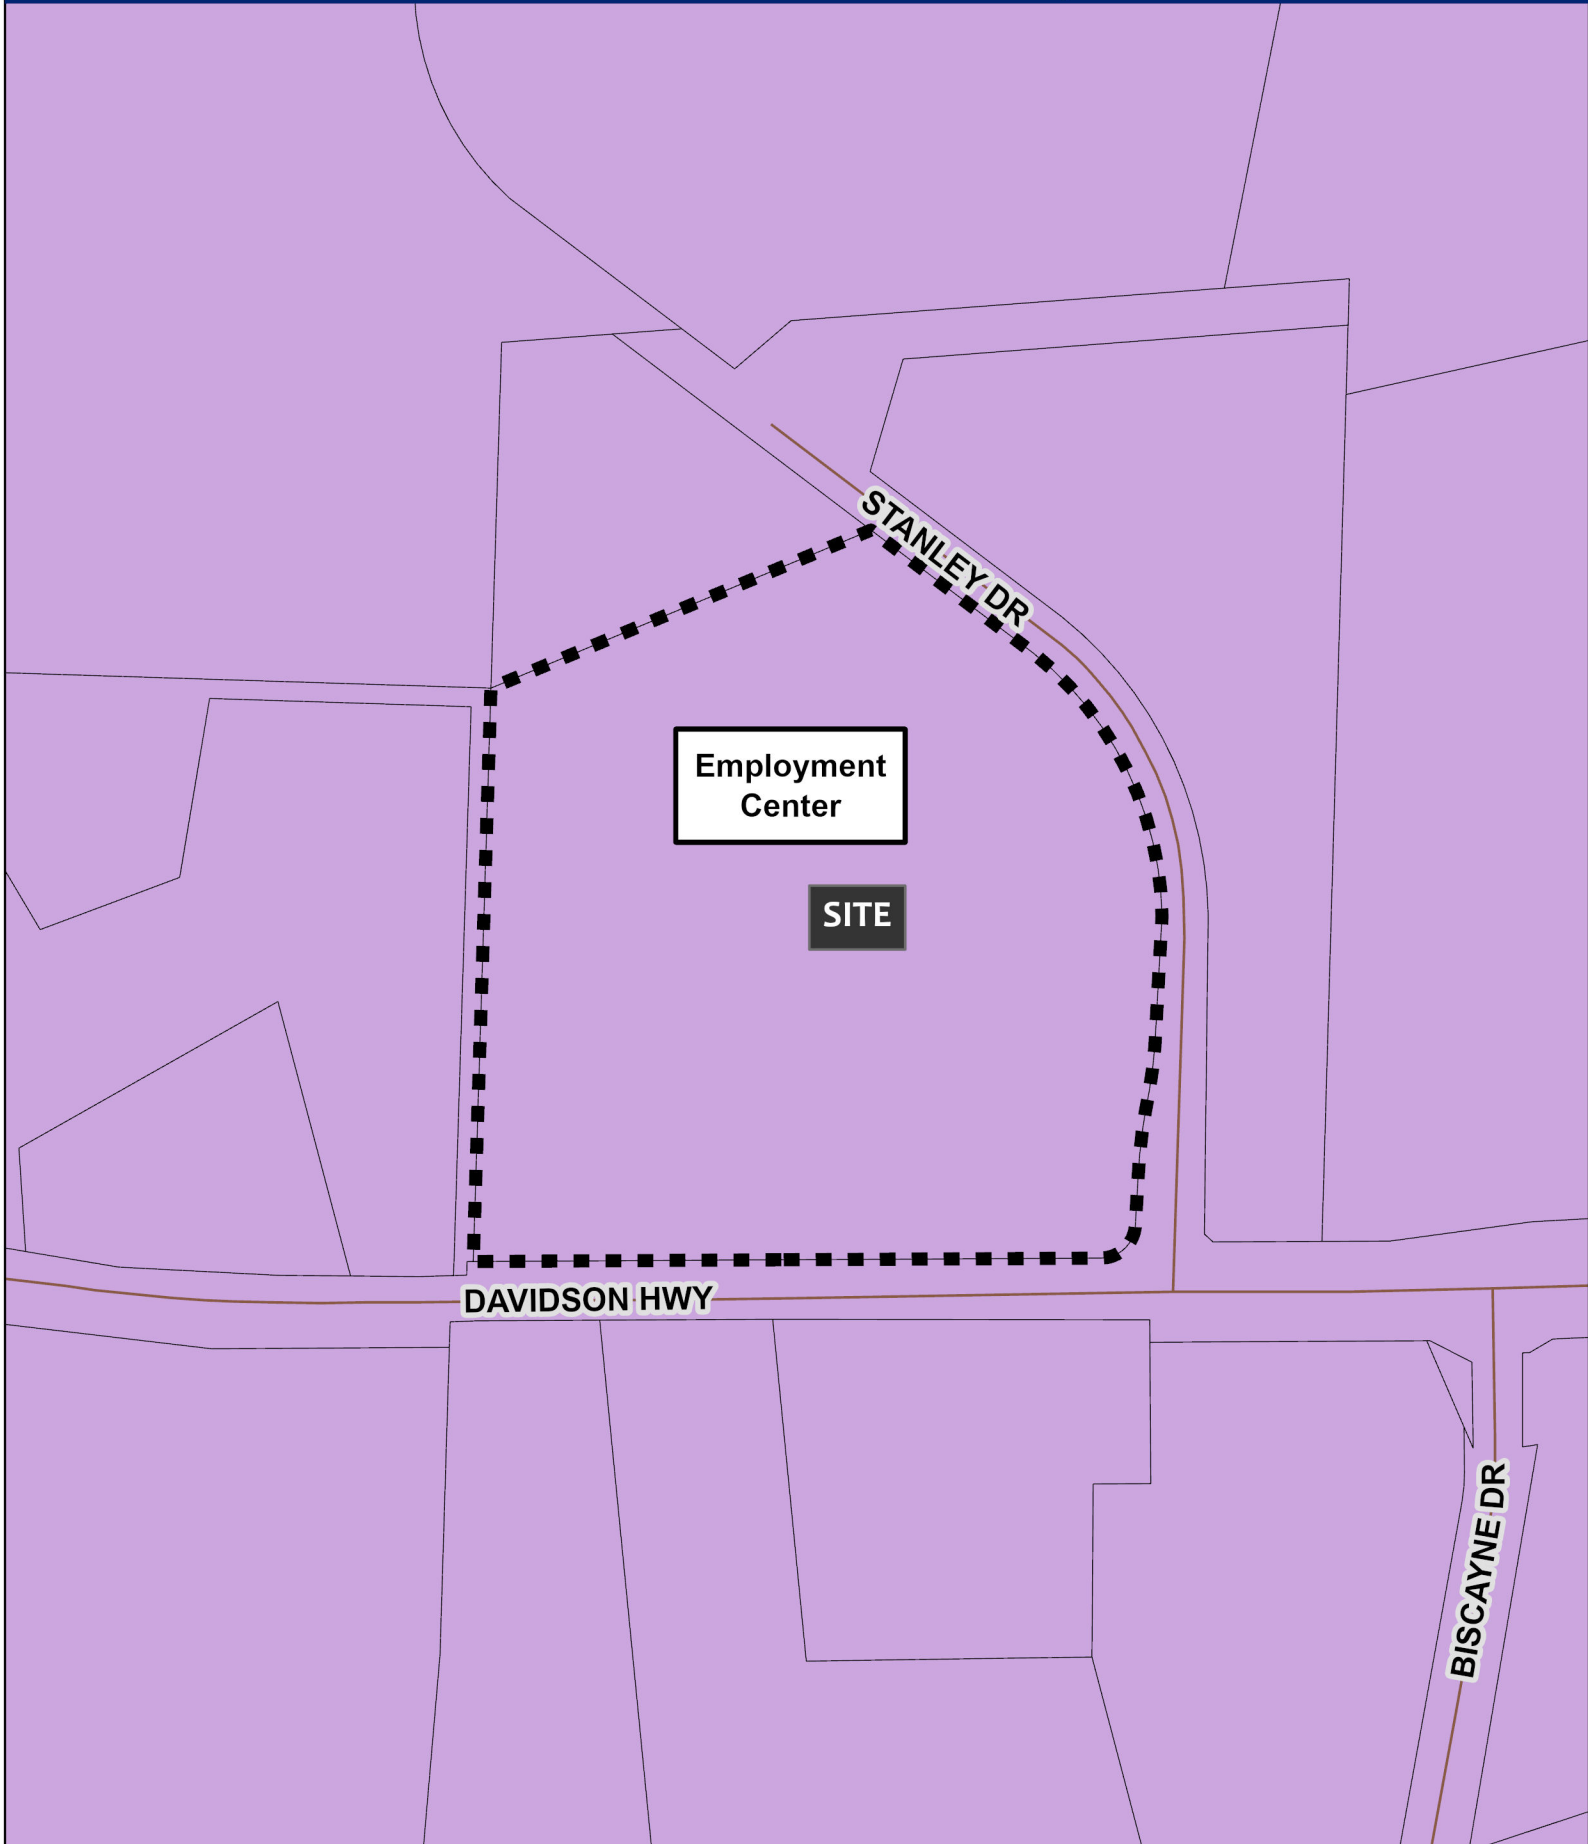 STANLEY DR
Employment
Center
SITE
DAVIDSON HWY
BISCAYNE DR